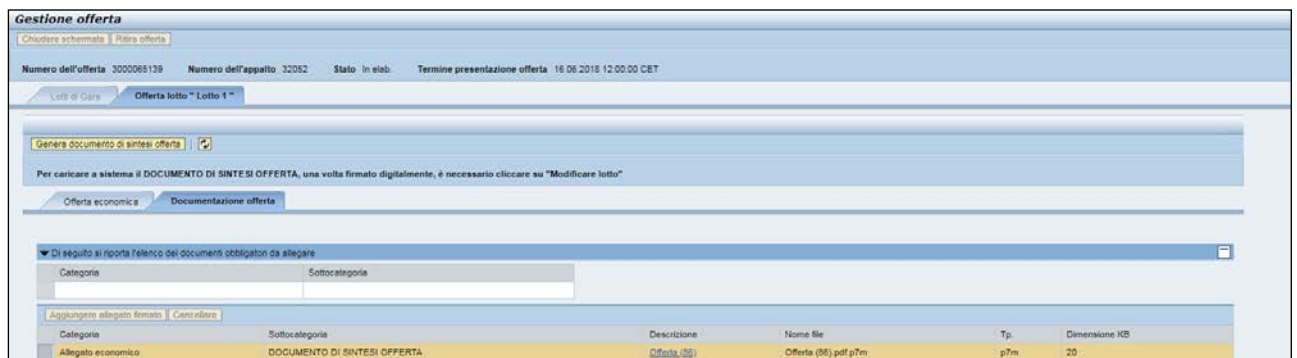 Gestione offerta
Chiudere schermata Ritira offerta
Numero dell'offerta 3000065139 Numero dell'appalto 32052 Stato In elab. Termine presentazione offerta 16.06.2018 12:00:00 CET
Lotti di Gara Offerta lotto " Lotto 1 "
Genera documento di sintesi offerta
Per caricare a sistema il DOCUMENTO DI SINTESI OFFERTA, una volta firmato digitalmente, è necessario cliccare su "Modificare lotto"
Offerta economica Documentazione offerta
Di seguito si riporta l'elenco dei documenti obbligatori da allegare
Categoria Sottocategoria
Aggiungere allegato firmato Cancellare
Categoria Sottocategoria Descrizione Nome file Tp. Dimensione KB
Allegato economico DOCUMENTO DI SINTESI OFFERTA Offerta (86) Offerta (86).pdf.p7m p7m 20